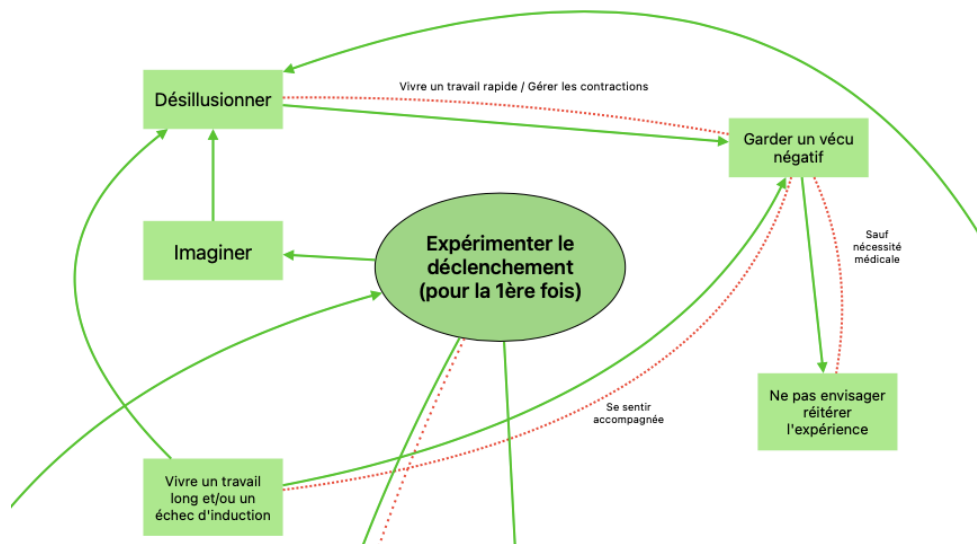 Désillusionner
Vivre un travail rapide / Gérer les contractions
Garder un vécu
négatif
Imaginer
Expérimenter le
déclenchement
(pour la 1ère fois)
Sauf
nécessité
médicale
Ne pas envisager
réitérer
l'expérience
Se sentir
accompagnée
Vivre un travail
long et/ou un
échec d'induction